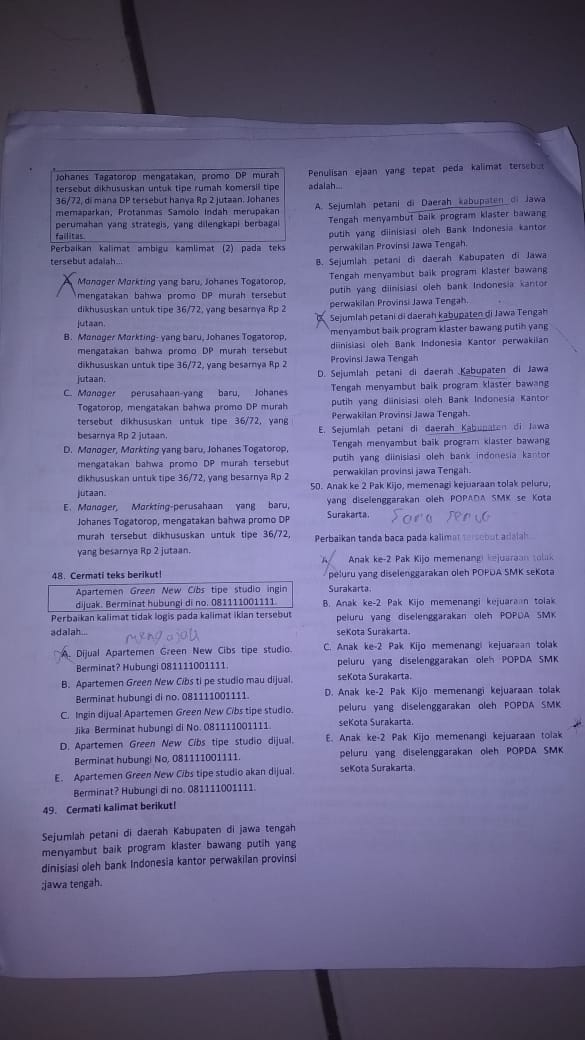 Johanes Tagatorop mengatakan, promo DP murah
tersebut dikhususkan untuk tipe rumah komersil tipe
36/72, di mana DP tersebut hanya Rp 2 jutaan. Johanes
memaparkan, Protanmas Samolo Indah merupakan
perumahan yang strategis, yang dilengkapi berbagai
failitas.
Perbaikan kalimat ambigu kamlimat (2) pada teks
tersebut adalah...
A. Manager Markting yang baru, Johanes Togatorop,
mengatakan bahwa promo DP murah tersebut
dikhususkan untuk tipe 36/72, yang besarnya Rp 2
jutaan.
B. Manager Markting- yang baru, Johanes Togatorop,
mengatakan bahwa promo DP murah tersebut
dikhususkan untuk tipe 36/72, yang besarnya Rp 2
jutaan.
C. Manager perusahaan-yang baru, Johanes
Togatorop, mengatakan bahwa promo DP murah
tersebut dikhususkan untuk tipe 36/72, yang
besarnya Rp 2 jutaan.
D. Manager, Markting yang baru, Johanes Togatorop,
mengatakan bahwa promo DP murah tersebut
dikhususkan untuk tipe 36/72, yang besarnya Rp 2
jutaan.
E. Manager, Markting-perusahaan yang baru,
Johanes Togatorop, mengatakan bahwa promo DP
murah tersebut dikhususkan untuk tipe 36/72,
yang besarnya Rp 2 jutaan.
48. Cermati teks berikut!
Apartemen Green New Cibs tipe studio ingin
dijuak. Berminat hubungi di no. 081111001111.
Perbaikan kalimat tidak logis pada kalimat iklan tersebut
adalah...
A. Dijual Apartemen Green New Cibs tipe studio.
Berminat? Hubungi 081111001111.
B. Apartemen Green New Cibs ti pe studio mau dijual.
Berminat hubungi di no. 081111001111.
C. Ingin dijual Apartemen Green New Cibs tipe studio.
Jika Berminat hubungi di No. 081111001111.
D. Apartemen Green New Cibs tipe studio dijual.
Berminat hubungi No, 081111001111.
E. Apartemen Green New Cibs tipe studio akan dijual.
Berminat? Hubungi di no. 081111001111.
49. Cermati kalimat berikut!
Sejumlah petani di daerah Kabupaten di jawa tengah
menyambut baik program klaster bawang putih yang
dinisiasi oleh bank Indonesia kantor perwakilan provinsi
;jawa tengah.
Penulisan ejaan yang tepat peda kalimat tersebut
adalah...
A. Sejumlah petani di Daerah kabupaten di Jawa
Tengah menyambut baik program klaster bawang
putih yang diinisiasi oleh Bank Indonesia kantor
perwakilan Provinsi Jawa Tengah.
B. Sejumlah petani di daerah Kabupaten di Jawa
Tengah menyambut baik program klaster bawang
putih yang diinisiasi oleh bank Indonesia kantor
perwakilan Provinsi Jawa Tengah.
C. Sejumlah petani di daerah kabupaten di Jawa Tengah
menyambut baik program klaster bawang putih yang
diinisiasi oleh Bank Indonesia Kantor perwakilan
Provinsi Jawa Tengah
D. Sejumlah petani di daerah Kabupaten di Jawa
Tengah menyambut baik program klaster bawang
putih yang diinisiasi oleh Bank Indonesia Kantor
Perwakilan Provinsi Jawa Tengah.
E. Sejumlah petani di daerah Kabupaten di Jawa
Tengah menyambut baik program klaster bawang
putih yang diinisiasi oleh bank indonesia kantor
perwakilan provinsi jawa Tengah.
50. Anak ke 2 Pak Kijo, memenagi kejuaraan tolak peluru,
yang diselenggarakan oleh POPADA SMK se Kota
Surakarta.
Perbaikan tanda baca pada kalimat tersebut adalah...
A. Anak ke-2 Pak Kijo memenangi kejuaraan tolak
peluru yang diselenggarakan oleh POPDA SMK seKota
Surakarta.
B. Anak ke-2 Pak Kijo memenangi kejuaraan tolak
peluru yang diselenggarakan oleh POPDA SMK
seKota Surakarta.
C. Anak ke-2 Pak Kijo memenangi kejuaraan tolak
peluru yang diselenggarakan oleh POPDA SMK
seKota Surakarta.
D. Anak ke-2 Pak Kijo memenangi kejuaraan tolak
peluru yang diselenggarakan oleh POPDA SMK
seKota Surakarta.
E. Anak ke-2 Pak Kijo memenangi kejuaraan tolak
peluru yang diselenggarakan oleh POPDA SMK
seKota Surakarta.